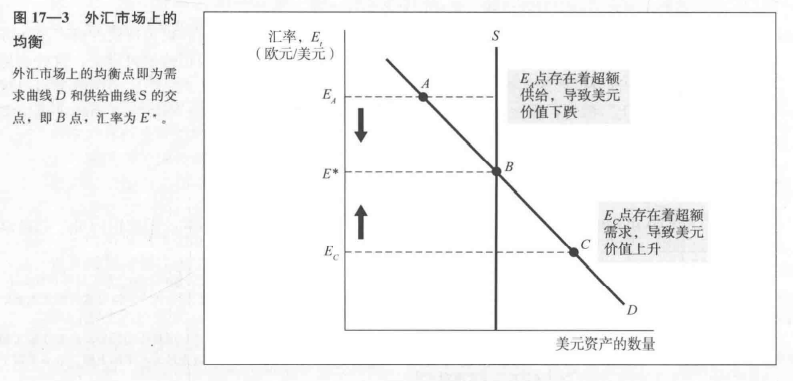 图 17—3 外汇市场上的
均衡
外汇市场上的均衡点即为需
求曲线 D 和供给曲线 S 的交
点，即 B 点，汇率为 E*。
汇率，Et
（欧元/美元）
S
A
EA
EA点存在着超额
供给，导致美元
价值下跌
B
E*
EC点存在着超额
需求，导致美元
价值上升
C
EC
D
美元资产的数量